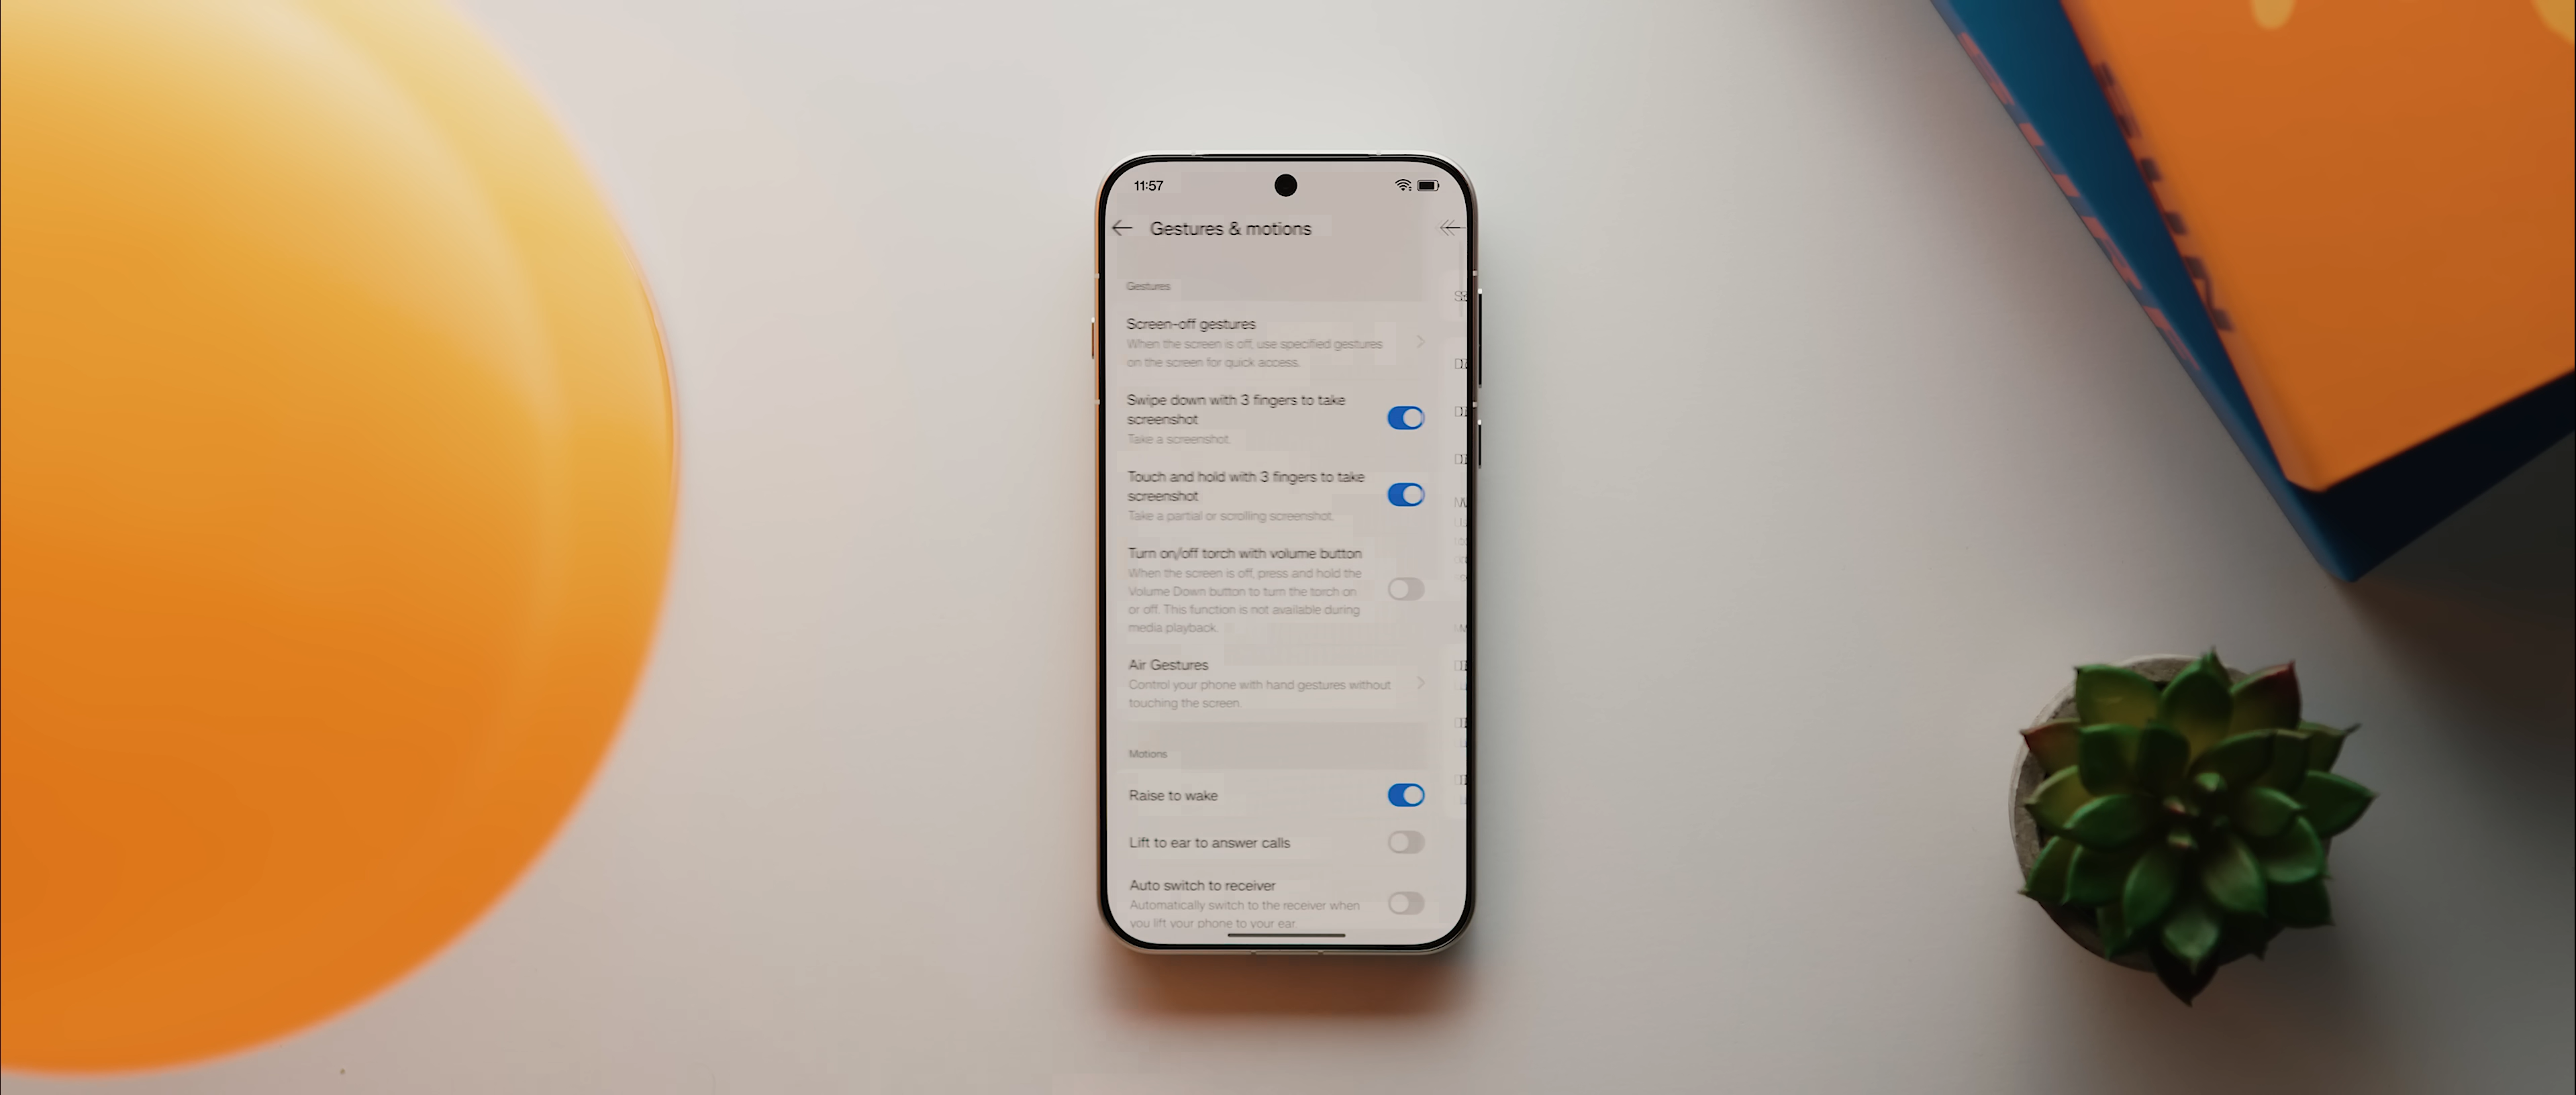 11:57
Gestures & motions
Gestures
Screen-off gestures
When the screen is off, use specified gestures
on the screen for quick access.
Swipe down with 3 fingers to take
screenshot
Take a screenshot.
Touch and hold with 3 fingers to take
screenshot
Take a partial or scrolling screenshot.
Turn on/off torch with volume button
When the screen is off, press and hold the
Volume Down button to turn the torch on
or off. This function is not available during
media playback.
Air Gestures
Control your phone with hand gestures without
touching the screen.
Motions
Raise to wake
Lift to ear to answer calls
Auto switch to receiver
Automatically switch to the receiver when
you lift your phone to your ear.